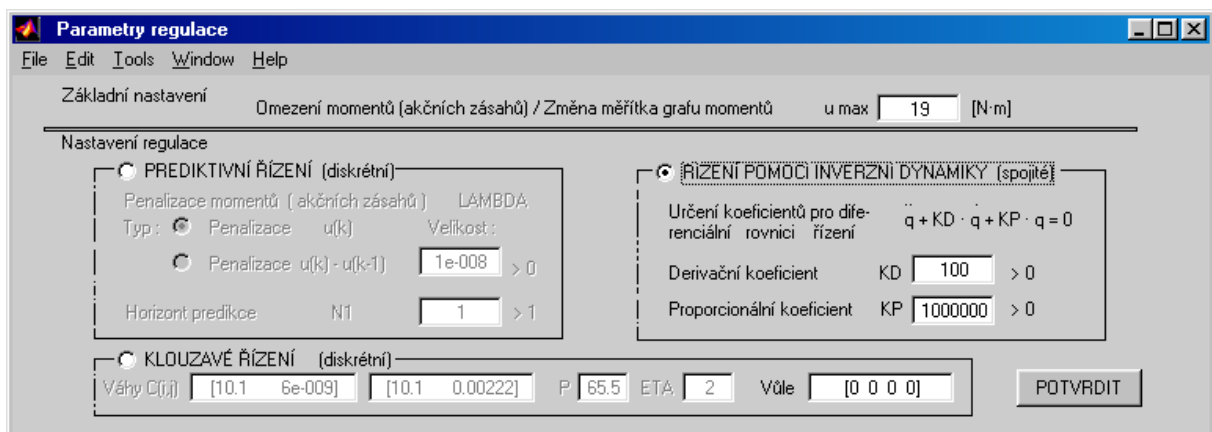 Parametry regulace
File Edit Tools Window Help
Základní nastavení
Omezení momentů (akčních zásahů) / Změna měřítka grafu momentů u max 19 [N·m]
Nastavení regulace
PREDIKTIVNÍ ŘÍZENÍ (diskrétní)
Penalizace momentů ( akčních zásahů ) LAMBDA
Typ : Penalizace u(k) Velikost :
Penalizace u(k) - u(k-1) 1e-008 > 0
Horizont predikce N1 1 > 1
ŘÍZENÍ POMOCÍ INVERZNÍ DYNAMIKY (spojité)
Určení koeficientů pro dife-
renciální rovnici řízení
q̈ + KD · q̇ + KP · q = 0
Derivační koeficient KD 100 > 0
Proporcionální koeficient KP 1000000 > 0
KLOUZAVÉ ŘÍZENÍ (diskrétní)
Váhy C(i,j) [10.1 6e-009] [10.1 0.00222] P 65.5 ETA 2 Vůle [0 0 0 0]
POTVRDIT